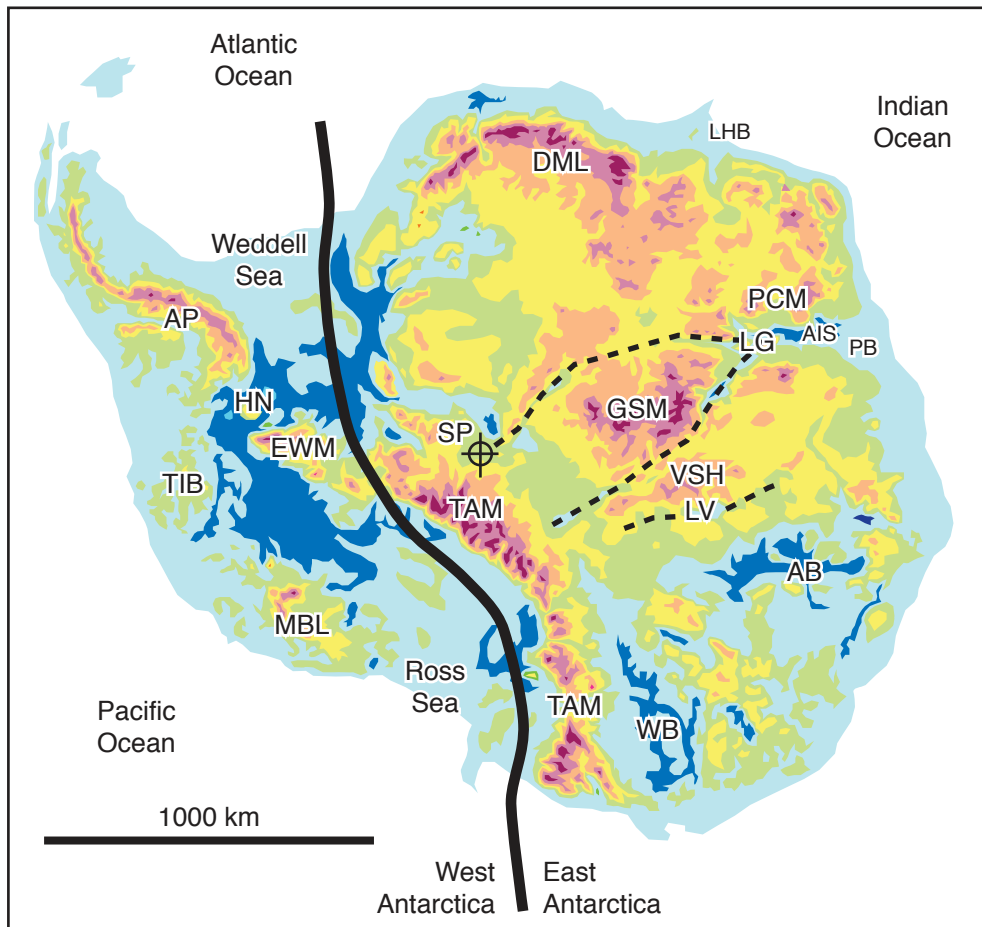 Atlantic
Ocean
Indian
Ocean
LHB
DML
Weddell
Sea
PCM
AP
AIS
LG
PB
HN
GSM
SP
EWM
VSH
TIB
TAM
LV
AB
MBL
Ross
Sea
TAM
Pacific
Ocean
WB
1000 km
West
Antarctica
East
Antarctica